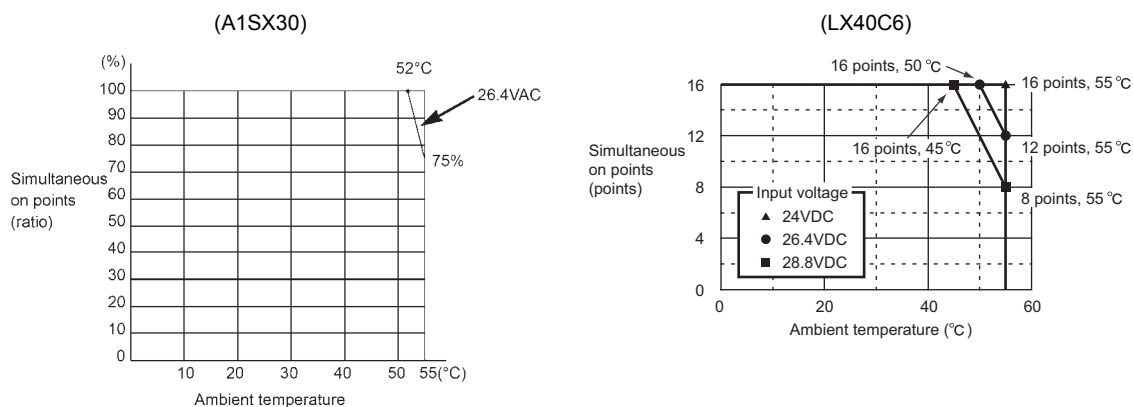 (A1SX30)
(%)
52°C
100
90
80
70
60
50
40
30
20
10
0
26.4VAC
75%
Simultaneous
on points
(ratio)
10 20 30 40 50 55(°C)
Ambient temperature
(LX40C6)
16 points, 50°C
16
12
8
4
0
16 points, 55°C
16 points, 45°C
12 points, 55°C
8 points, 55°C
Simultaneous
on points
(points)
Input voltage
▲ 24VDC
● 26.4VDC
■ 28.8VDC
0 20 40 60
Ambient temperature (°C)